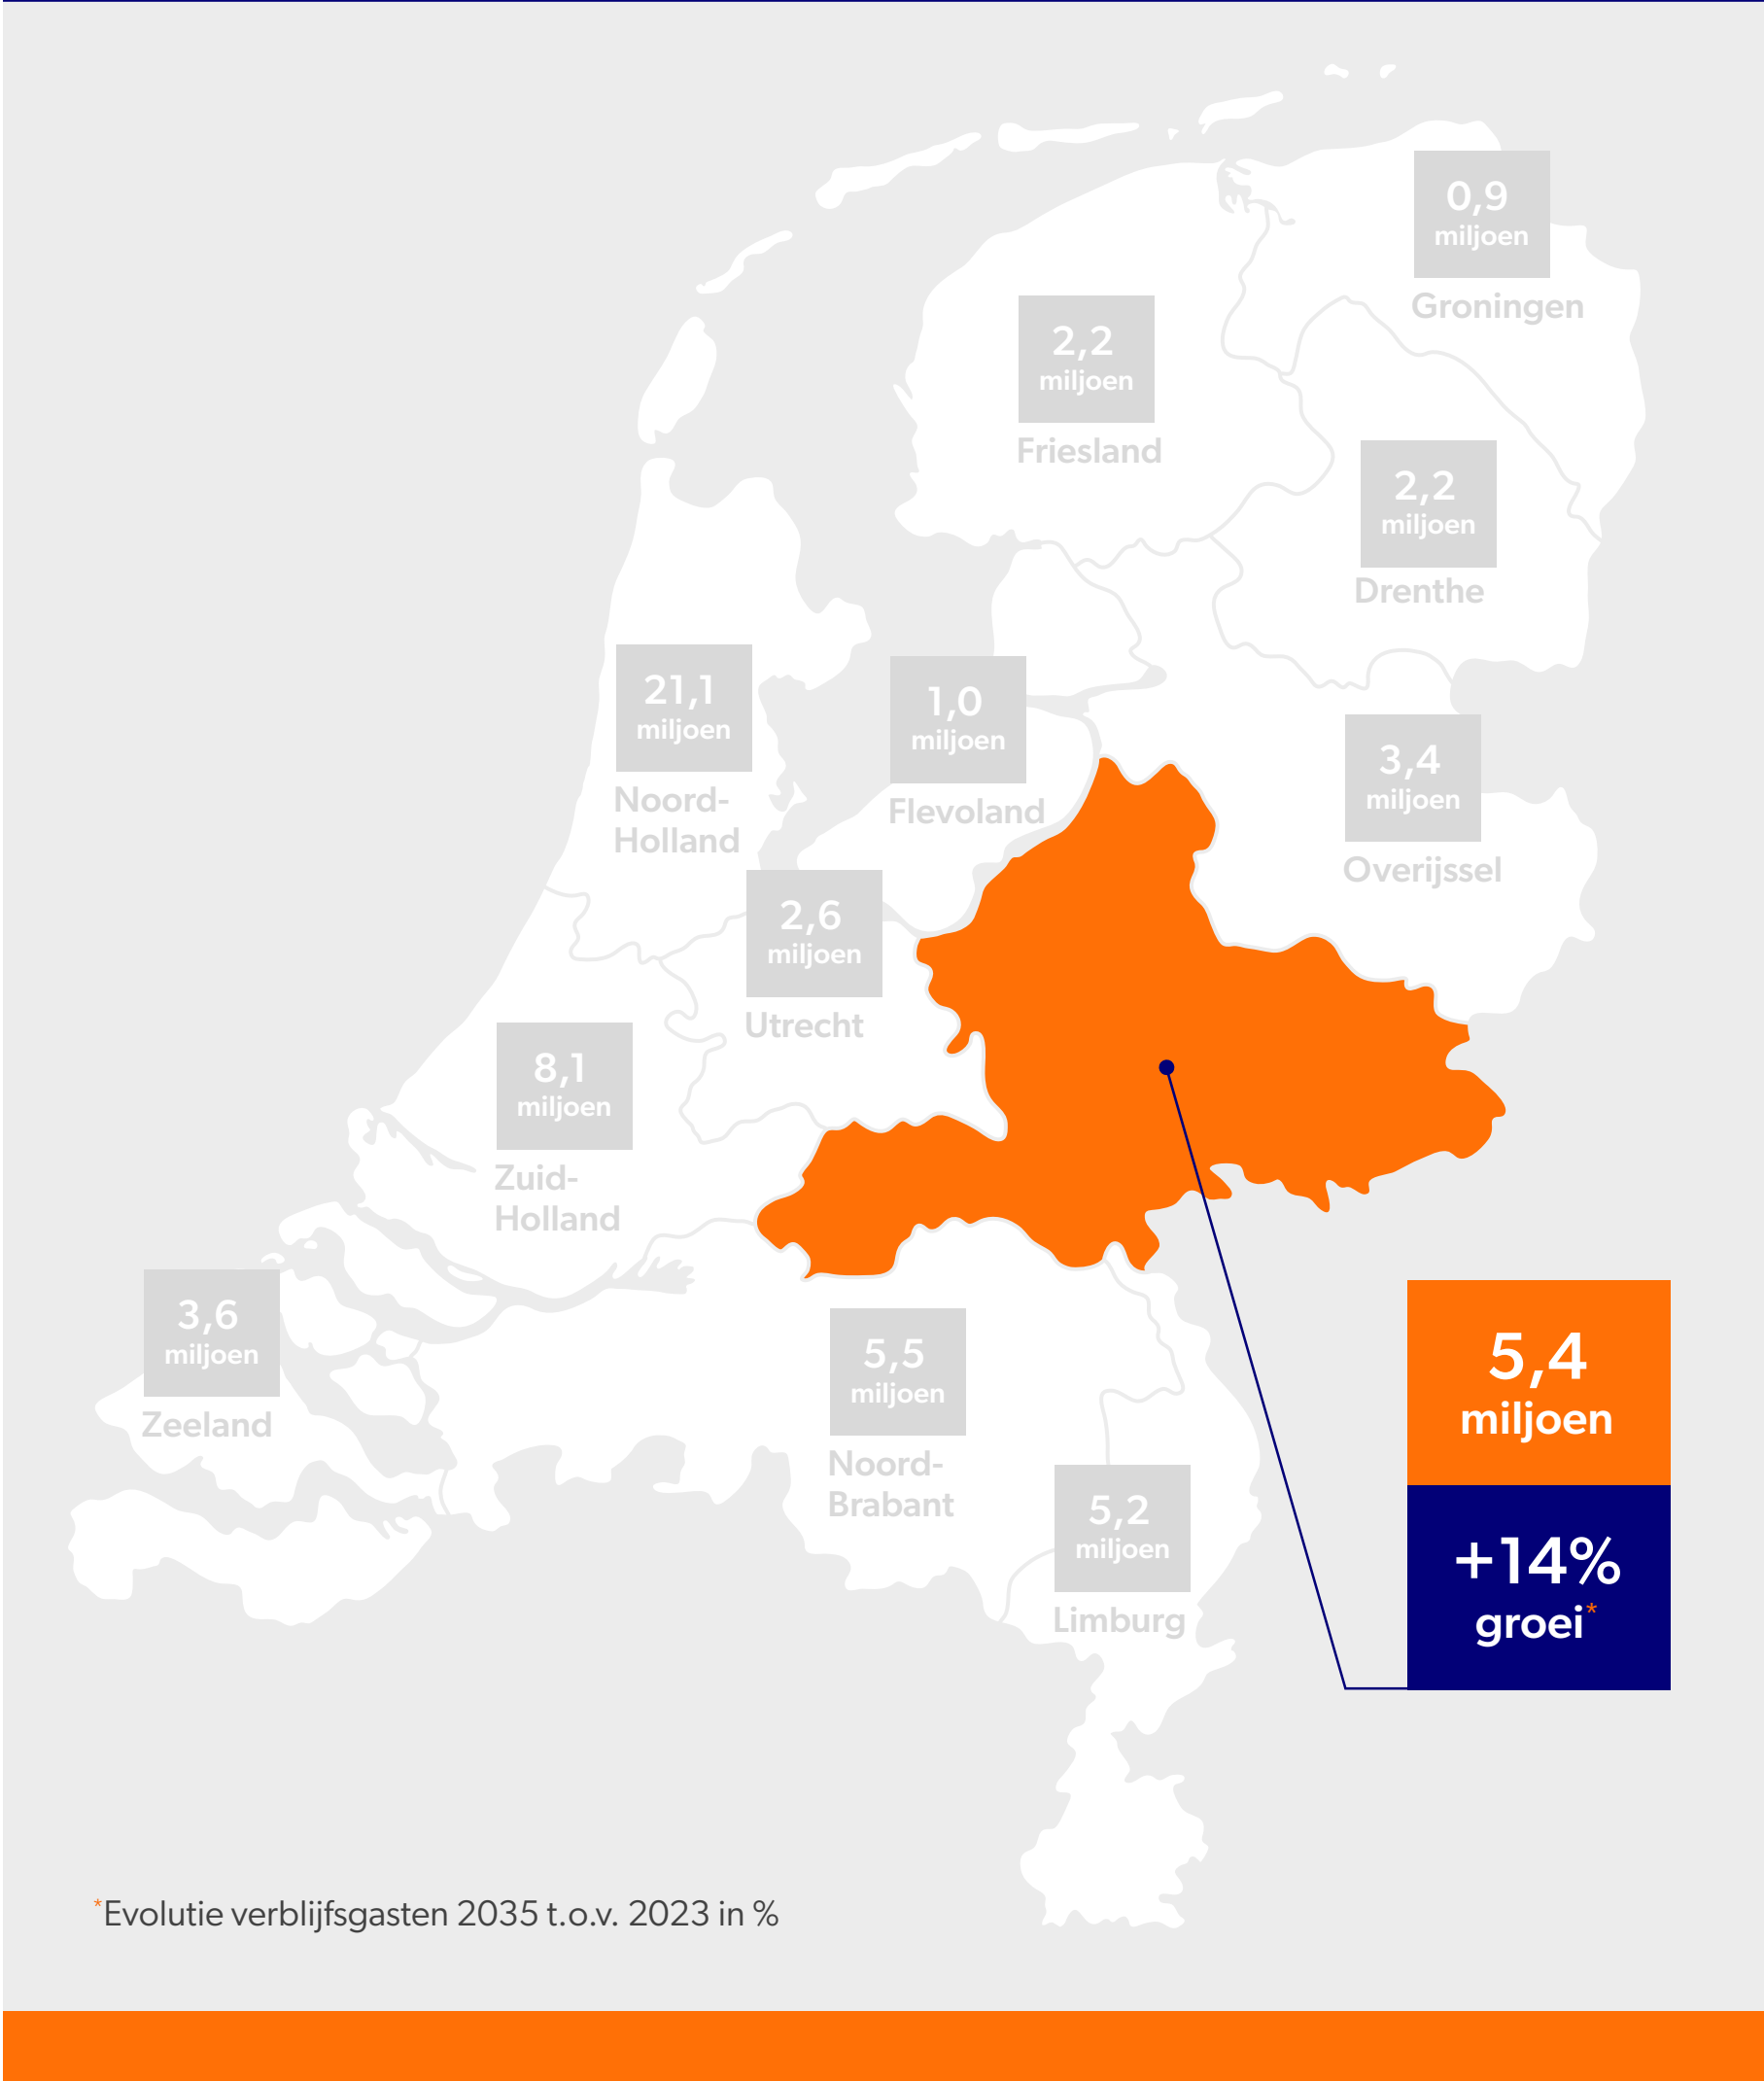 0,9
miljoen
Groningen
2,2
miljoen
Friesland
2,2
miljoen
Drenthe
21,1
miljoen
Noord-
Holland
1,0
miljoen
Flevoland
3,4
miljoen
Overijssel
2,6
miljoen
Utrecht
8,1
miljoen
Zuid-
Holland
3,6
miljoen
Zeeland
5,5
miljoen
Noord-
Brabant
5,2
miljoen
Limburg
5,4
miljoen
+14%
groei*
*Evolutie verblijfsgasten 2035 t.o.v. 2023 in %